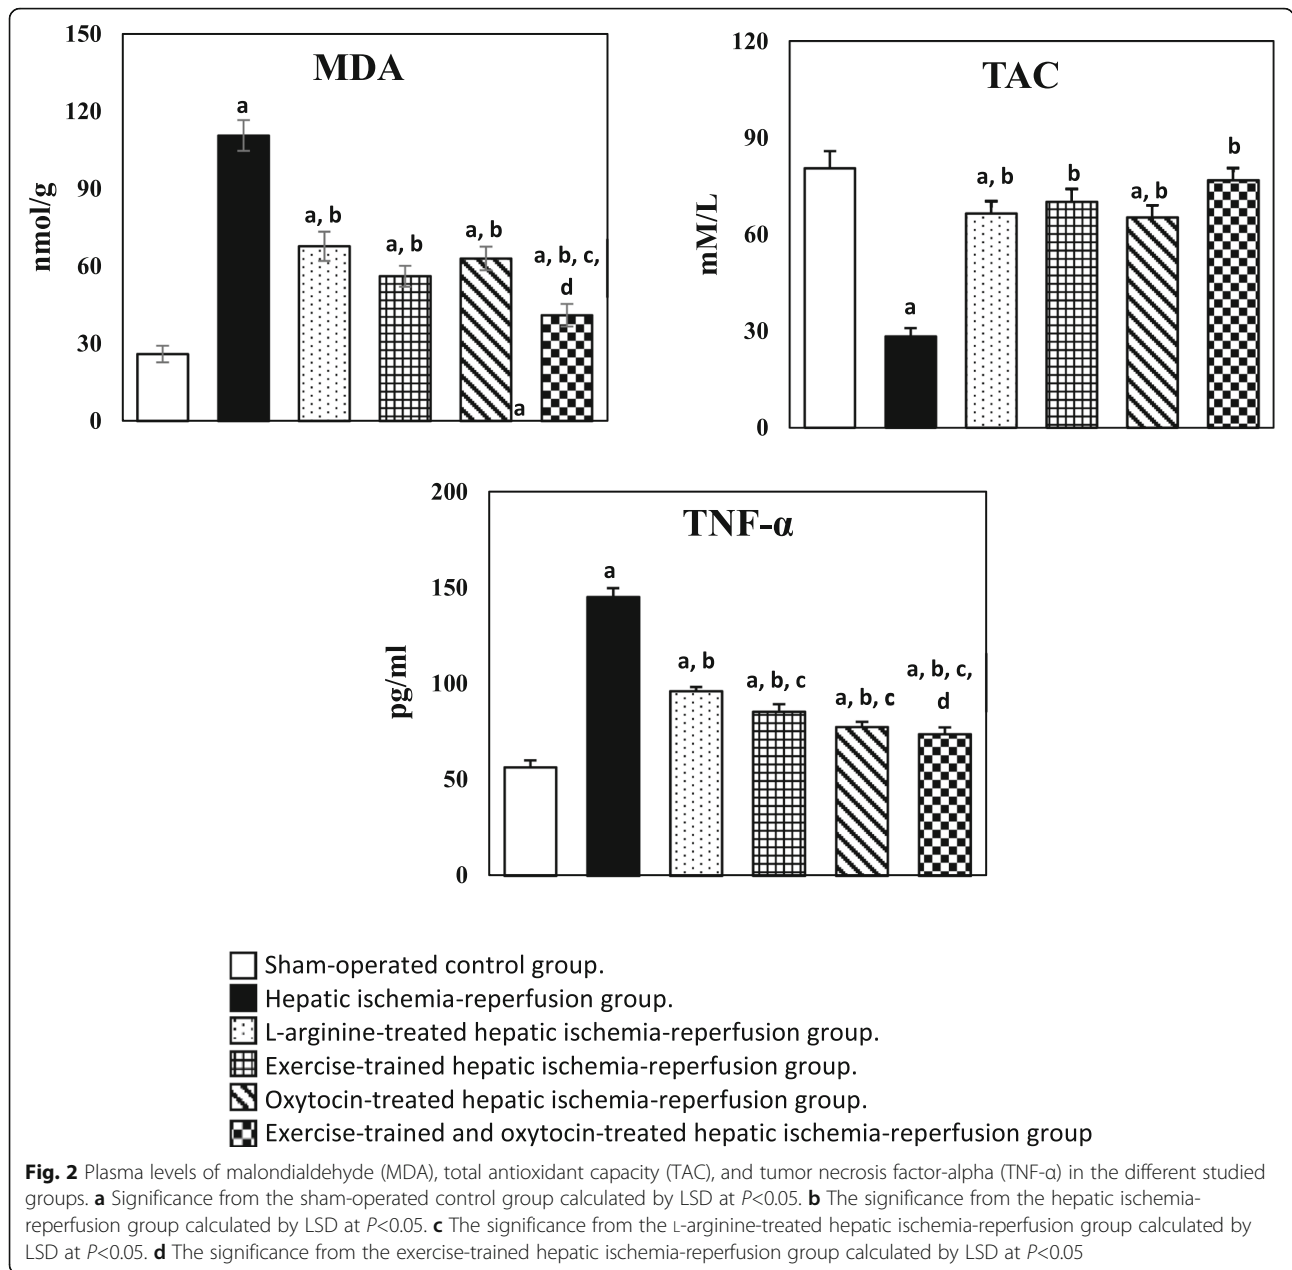 MDA
150
120
90
60
30
0
nmol/g
a
a, b
a, b
a, b
a, b, c,
d
a
TAC
120
90
60
30
0
mM/L
a
a, b
b
a, b
b
TNF-α
200
150
100
50
0
pg/ml
a
a, b
a, b, c
a, b, c
a, b, c,
d
Sham-operated control group.
Hepatic ischemia-reperfusion group.
L-arginine-treated hepatic ischemia-reperfusion group.
Exercise-trained hepatic ischemia-reperfusion group.
Oxytocin-treated hepatic ischemia-reperfusion group.
Exercise-trained and oxytocin-treated hepatic ischemia-reperfusion group
Fig. 2 Plasma levels of malondialdehyde (MDA), total antioxidant capacity (TAC), and tumor necrosis factor-alpha (TNF-α) in the different studied
groups. a Significance from the sham-operated control group calculated by LSD at P<0.05. b The significance from the hepatic ischemia-
reperfusion group calculated by LSD at P<0.05. c The significance from the L-arginine-treated hepatic ischemia-reperfusion group calculated by
LSD at P<0.05. d The significance from the exercise-trained hepatic ischemia-reperfusion group calculated by LSD at P<0.05